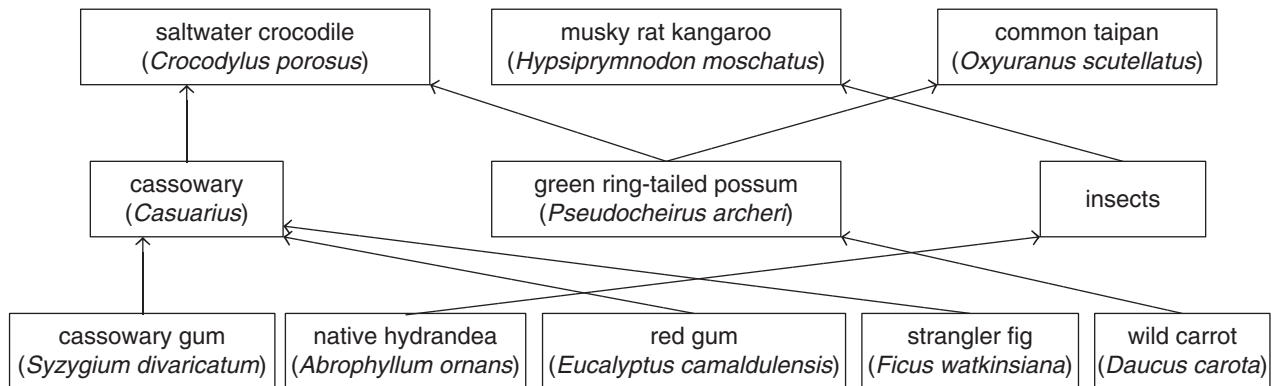 saltwater crocodile
(Crocodylus porosus)
musky rat kangaroo
(Hypsiprymnodon moschatus)
common taipan
(Oxyuranus scutellatus)
cassowary
(Casuarius)
green ring-tailed possum
(Pseudocheirus archeri)
insects
cassowary gum
(Syzygium divaricatum)
native hydrandea
(Abrophyllum ornans)
red gum
(Eucalyptus camaldulensis)
strangler fig
(Ficus watkinsiana)
wild carrot
(Daucus carota)